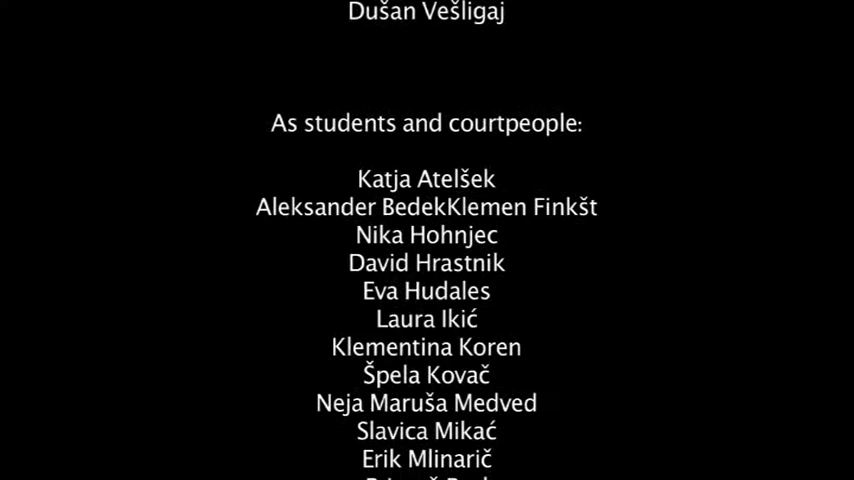 Dušan Vešligaj
As students and courtpeople:
Katja Atelšek
Aleksander BedekKlemen Finkšt
Nika Hohnjec
David Hrastnik
Eva Hudales
Laura Ikić
Klementina Koren
Špela Kovač
Neja Maruša Medved
Slavica Mikać
Erik Mlinarič